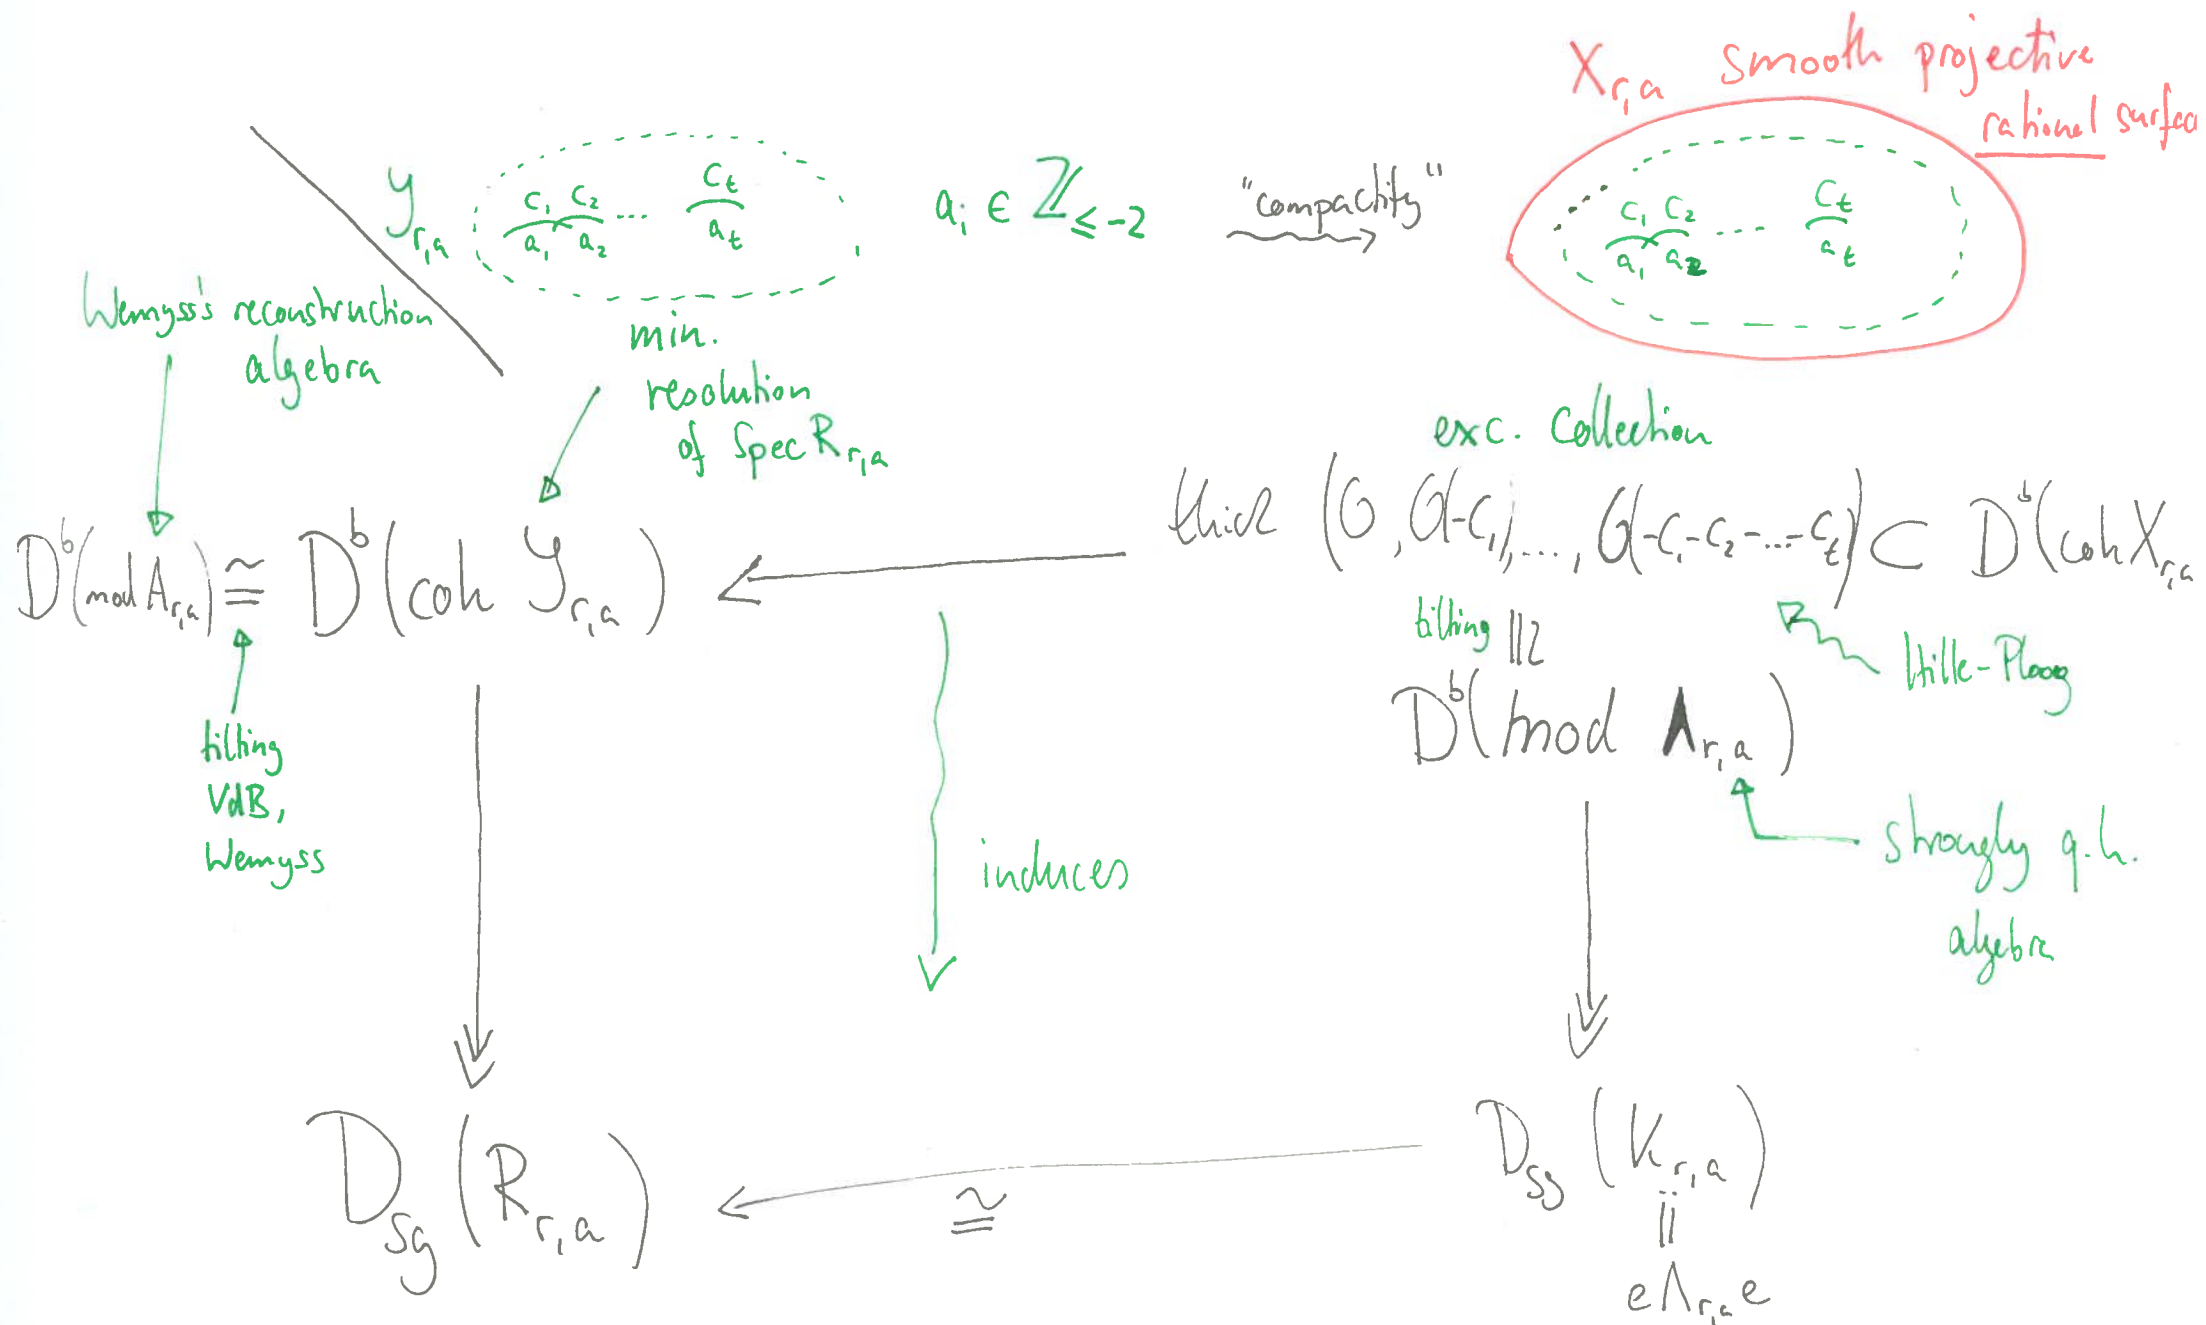 X_{r,a} smooth projective
rational
Y_{r,a}
C_1 C_2 ... C_t
a_1 a_2 a_t
a_i ∈ ℤ_{≤-2}
"compactify"
C_1 C_2 .... C_t
a_1 a_2 a_t
Wemyss's reconstruction
algebra
min.
resolution
of Spec R_{r,a}
exc. Collection
D^b(mod A_{r,a}) ≅ D^b(coh Y_{r,a})
thick (O, O(-C_1), ..., O(-C_1-C_2-...-C_t)) ⊂ D^b(coh X_{r,a}
tilting
Hille-Ploog
D^b(mod Λ_{r,a})
tilting
VdB,
Wemyss
induces
strongly q.h.
algebra
D_{sg}(R_{r,a})
≅
D_{sg}(K_{r,a})
eΛ_{r,a}e